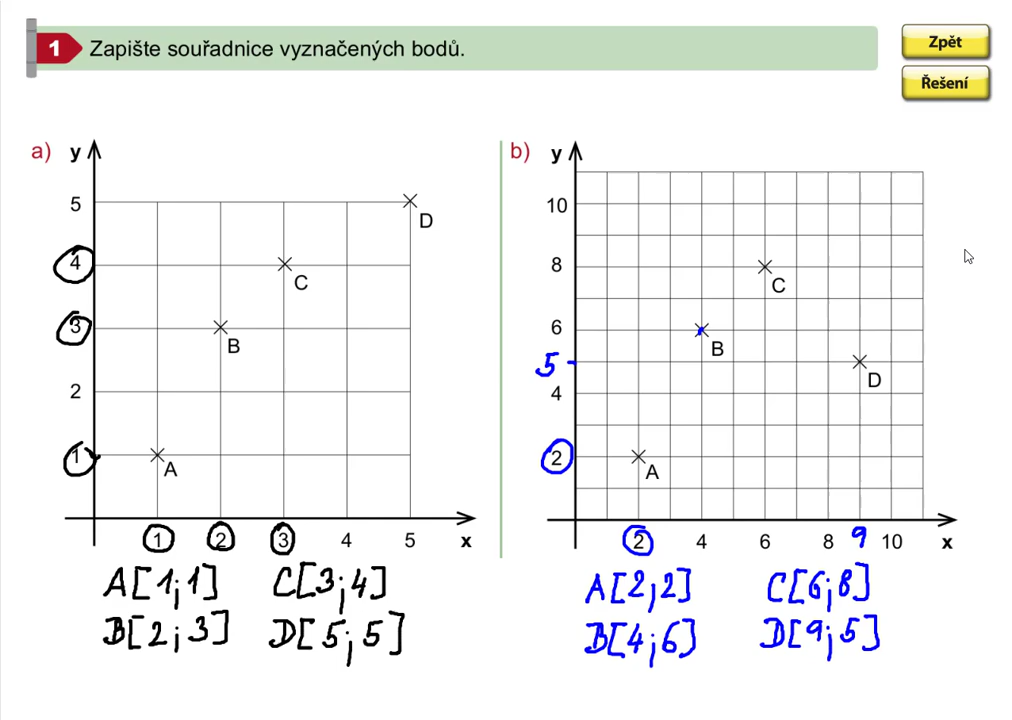 1 Zapište souřadnice vyznačených bodů.
Zpět
Řešení
a) y
5
4
3
2
1
D
C
B
A
1 2 3 4 5 x
A[1;1] C[3;4]
B[2;3] D[5;5]
b) y
10
8
6
5
4
2
C
B
D
A
2 4 6 8 9 10 x
A[2;2] C[6;8]
B[4;6] D[9;5]